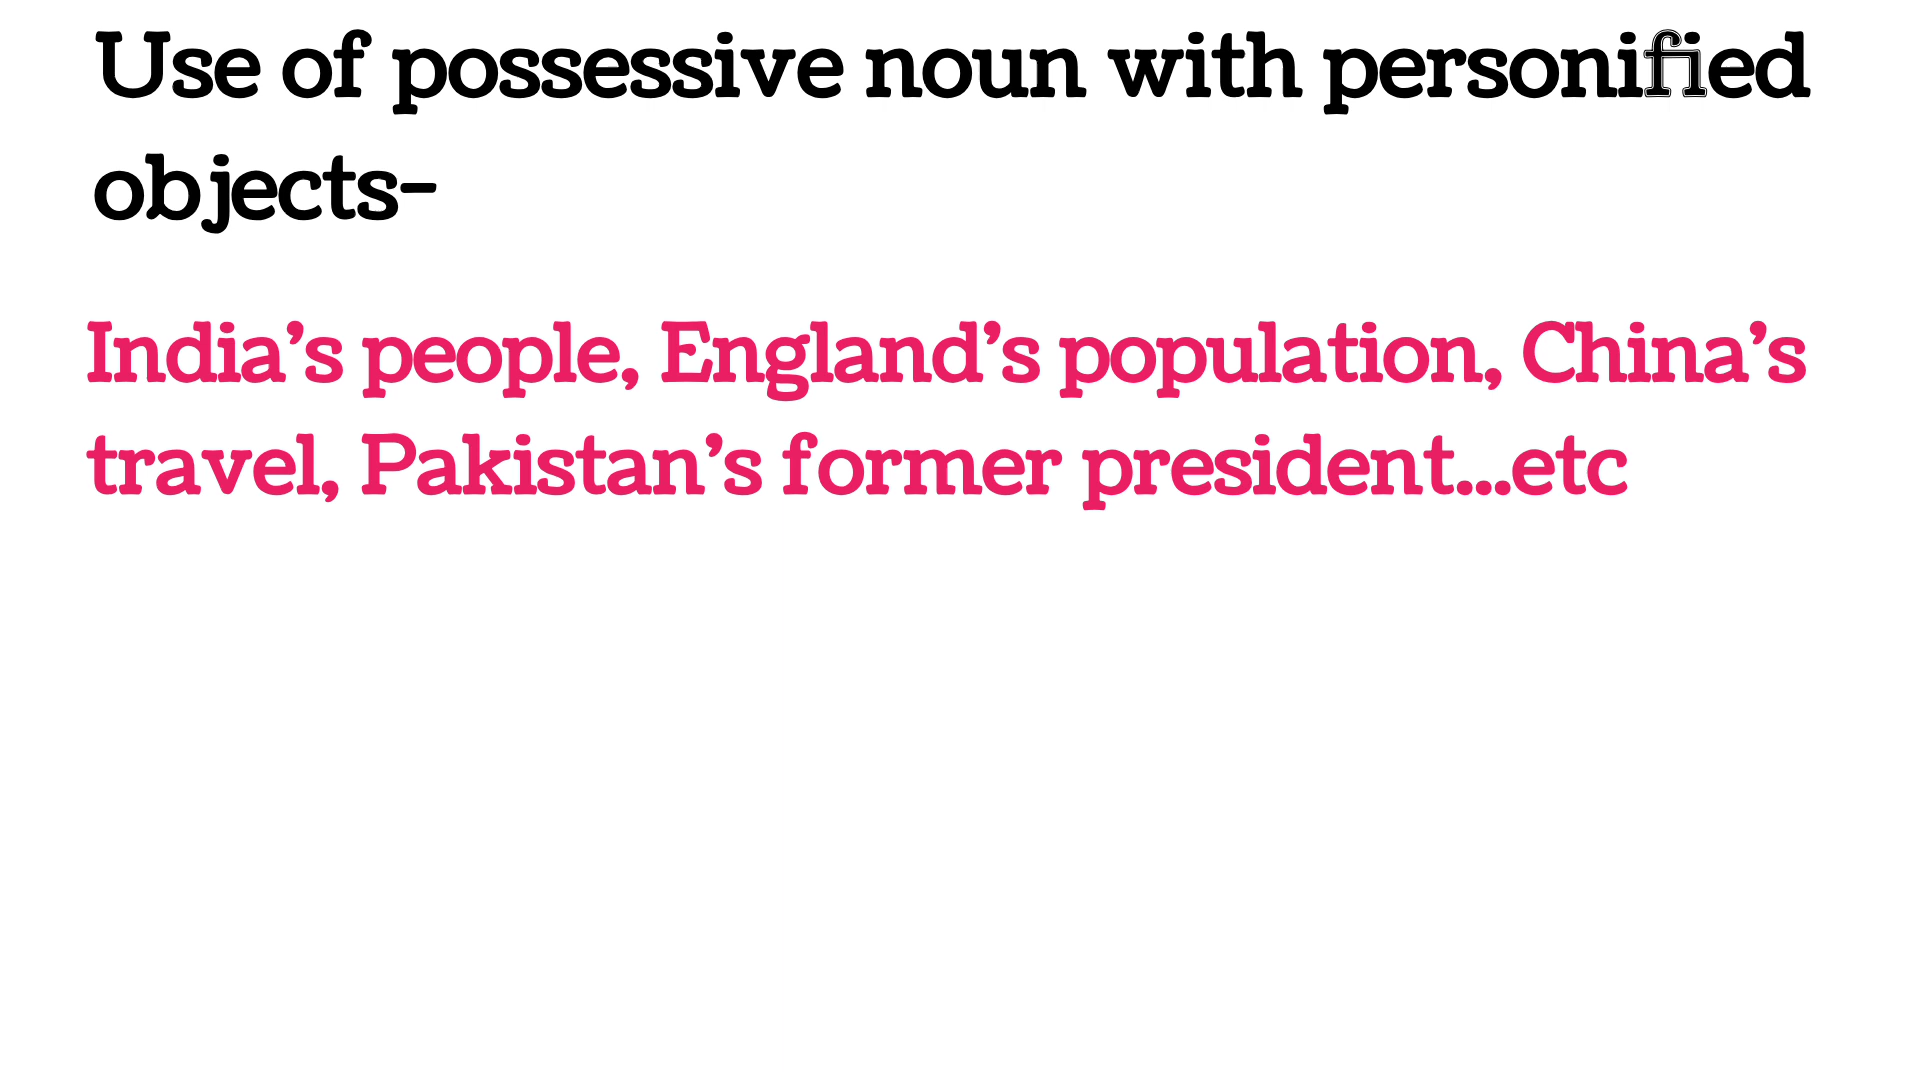 Use of possessive noun with personified
objects-
India’s people, England’s population, China’s
travel, Pakistan’s former president...etc